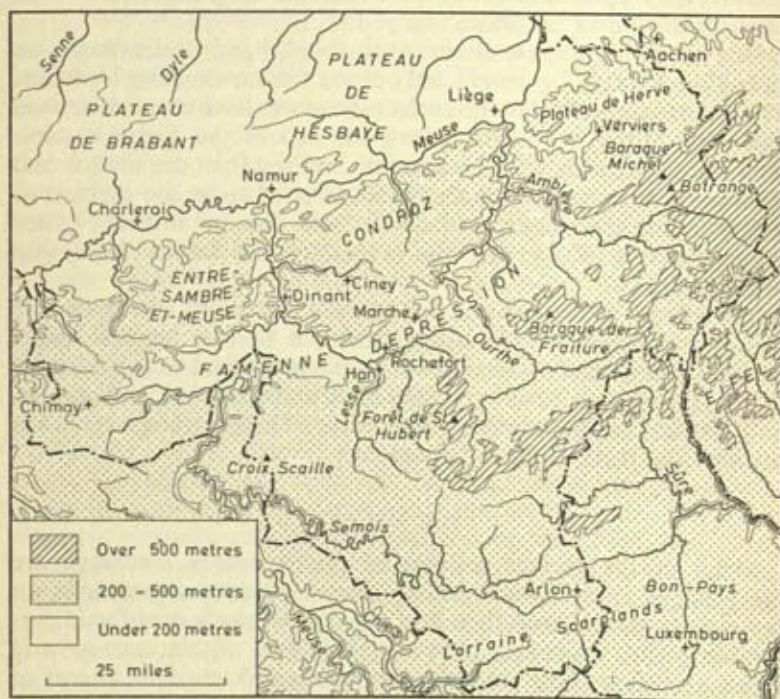 Senne
Dyle
PLATEAU
DE BRABANT
PLATEAU
DE
HESBAYE
Liège
Aachen
Plateau de Herve
Verviers
Baraque
Michel
Botrange
Meuse
Namur
Charleroi
CONDROZ
Amblève
ENTRE-
SAMBRE
ET-MEUSE
Ciney
Dinant
Marche
FAMENNE
DEPRESSION
Ourthe
Baraque de
Fraiture
Rochefort
Han
Lesse
Chimay
Forêt de St
Hubert
EIFEL
Croix Scaille
Semois
Sûre
Arlon
Bon-Pays
Scarplands
Luxembourg
Lorraine
Chiers
Meuse
Over 500 metres
200 - 500 metres
Under 200 metres
25 miles